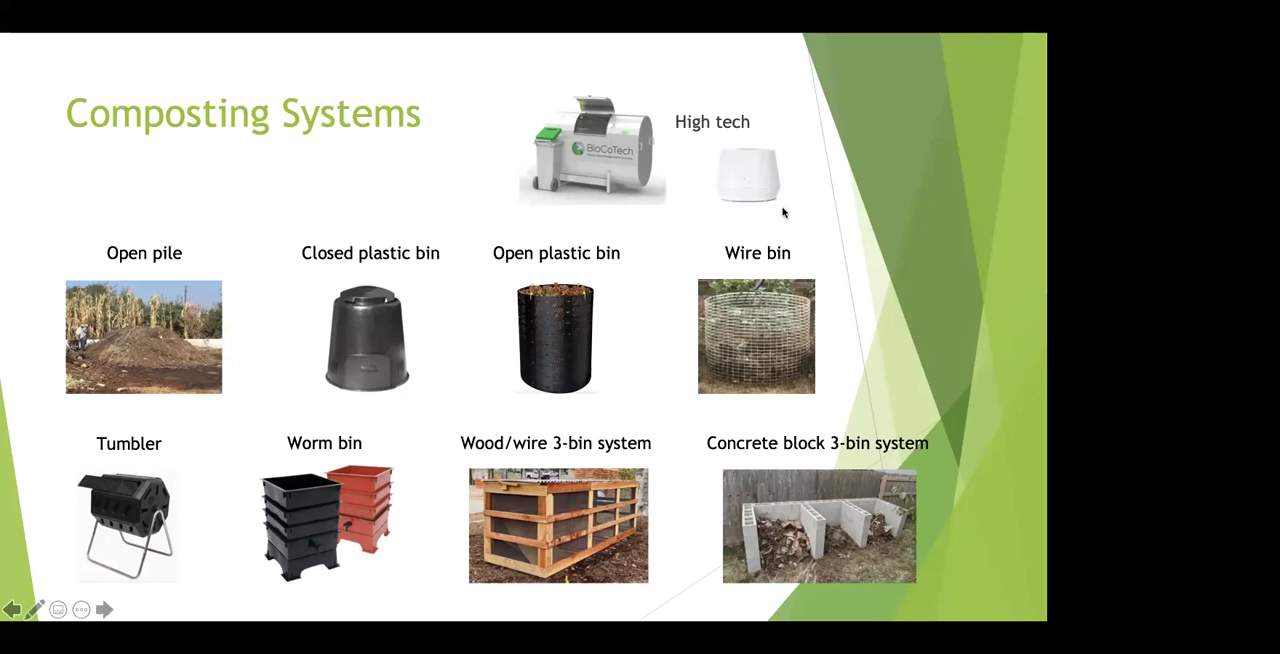 Composting Systems
High tech
BioCoTech
Open pile
Closed plastic bin
Open plastic bin
Wire bin
Tumbler
Worm bin
Wood/wire 3-bin system
Concrete block 3-bin system